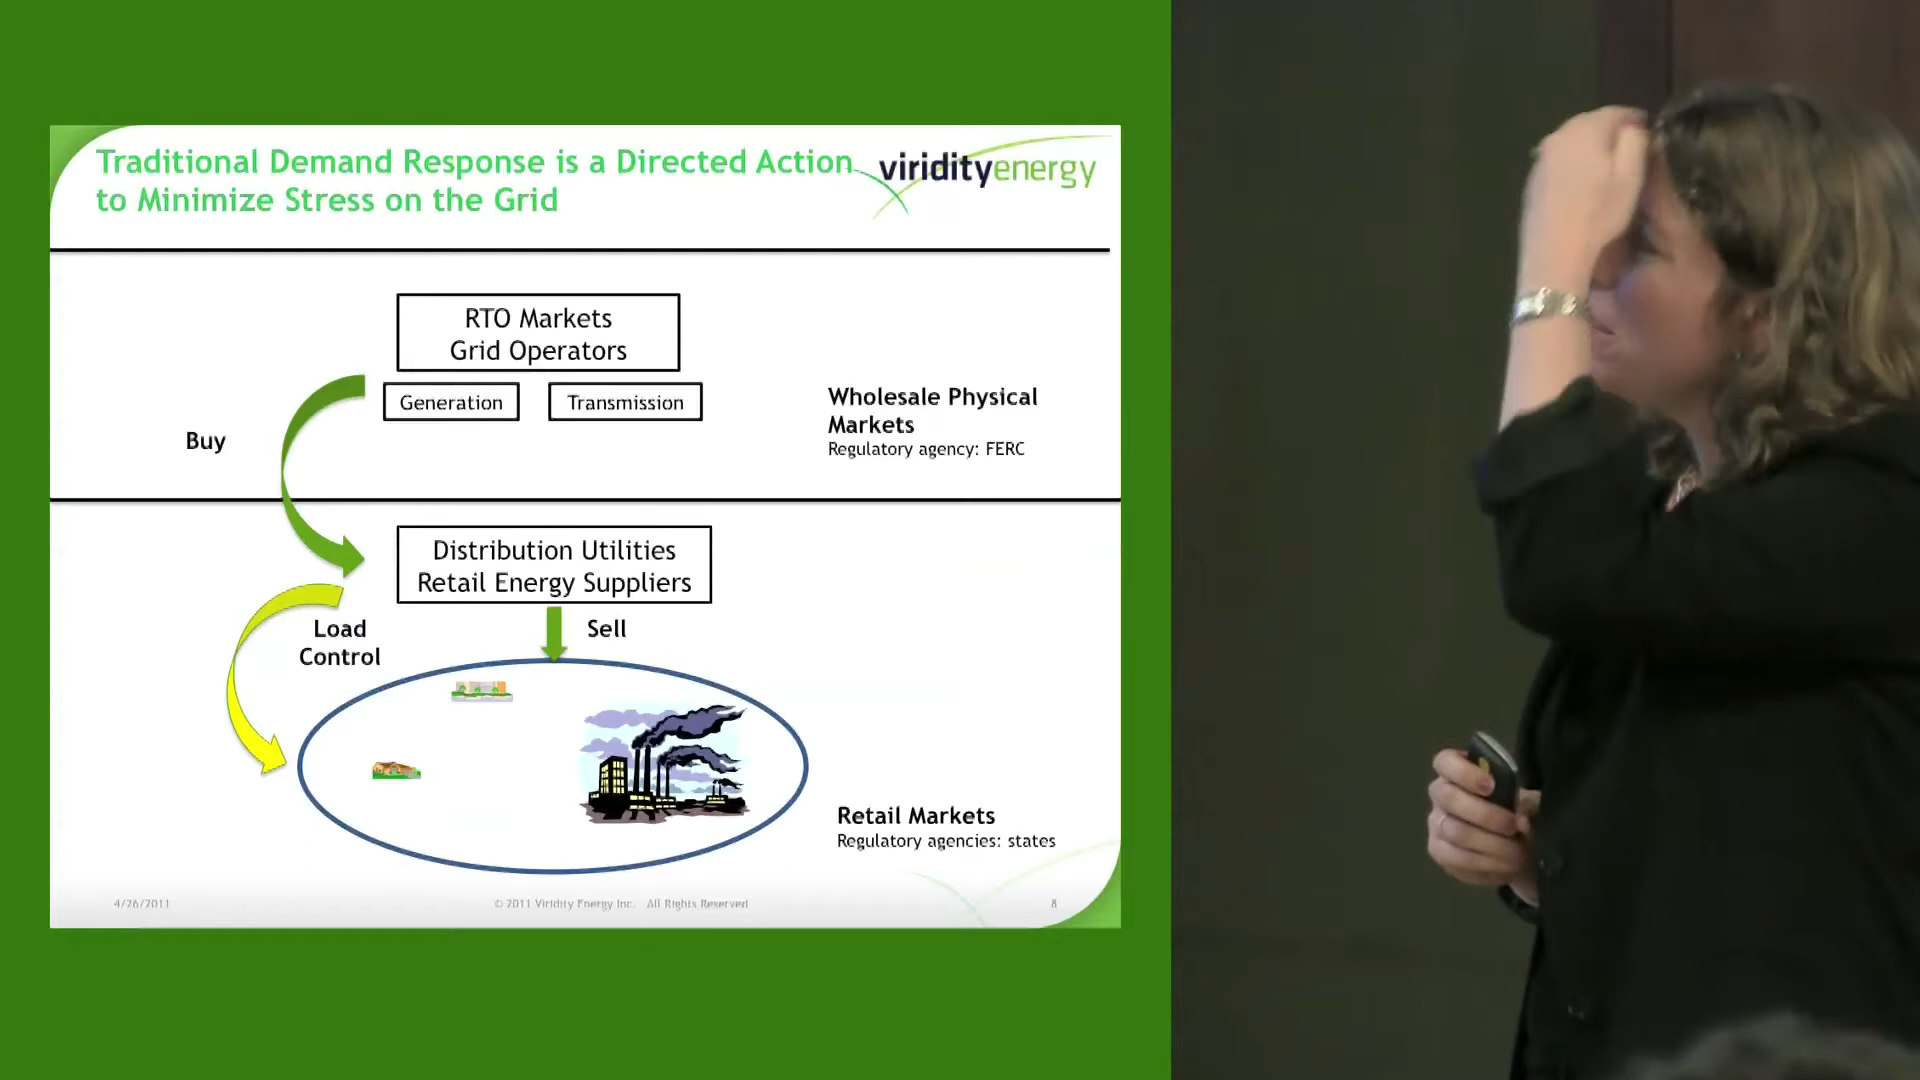 Traditional Demand Response is a Directed Action
to Minimize Stress on the Grid
viridityenergy
RTO Markets
Grid Operators
Generation
Transmission
Buy
Wholesale Physical
Markets
Regulatory agency: FERC
Distribution Utilities
Retail Energy Suppliers
Load
Control
Sell
Retail Markets
Regulatory agencies: states
4/26/2011
© 2011 Viridity Energy Inc. All Rights Reserved
8